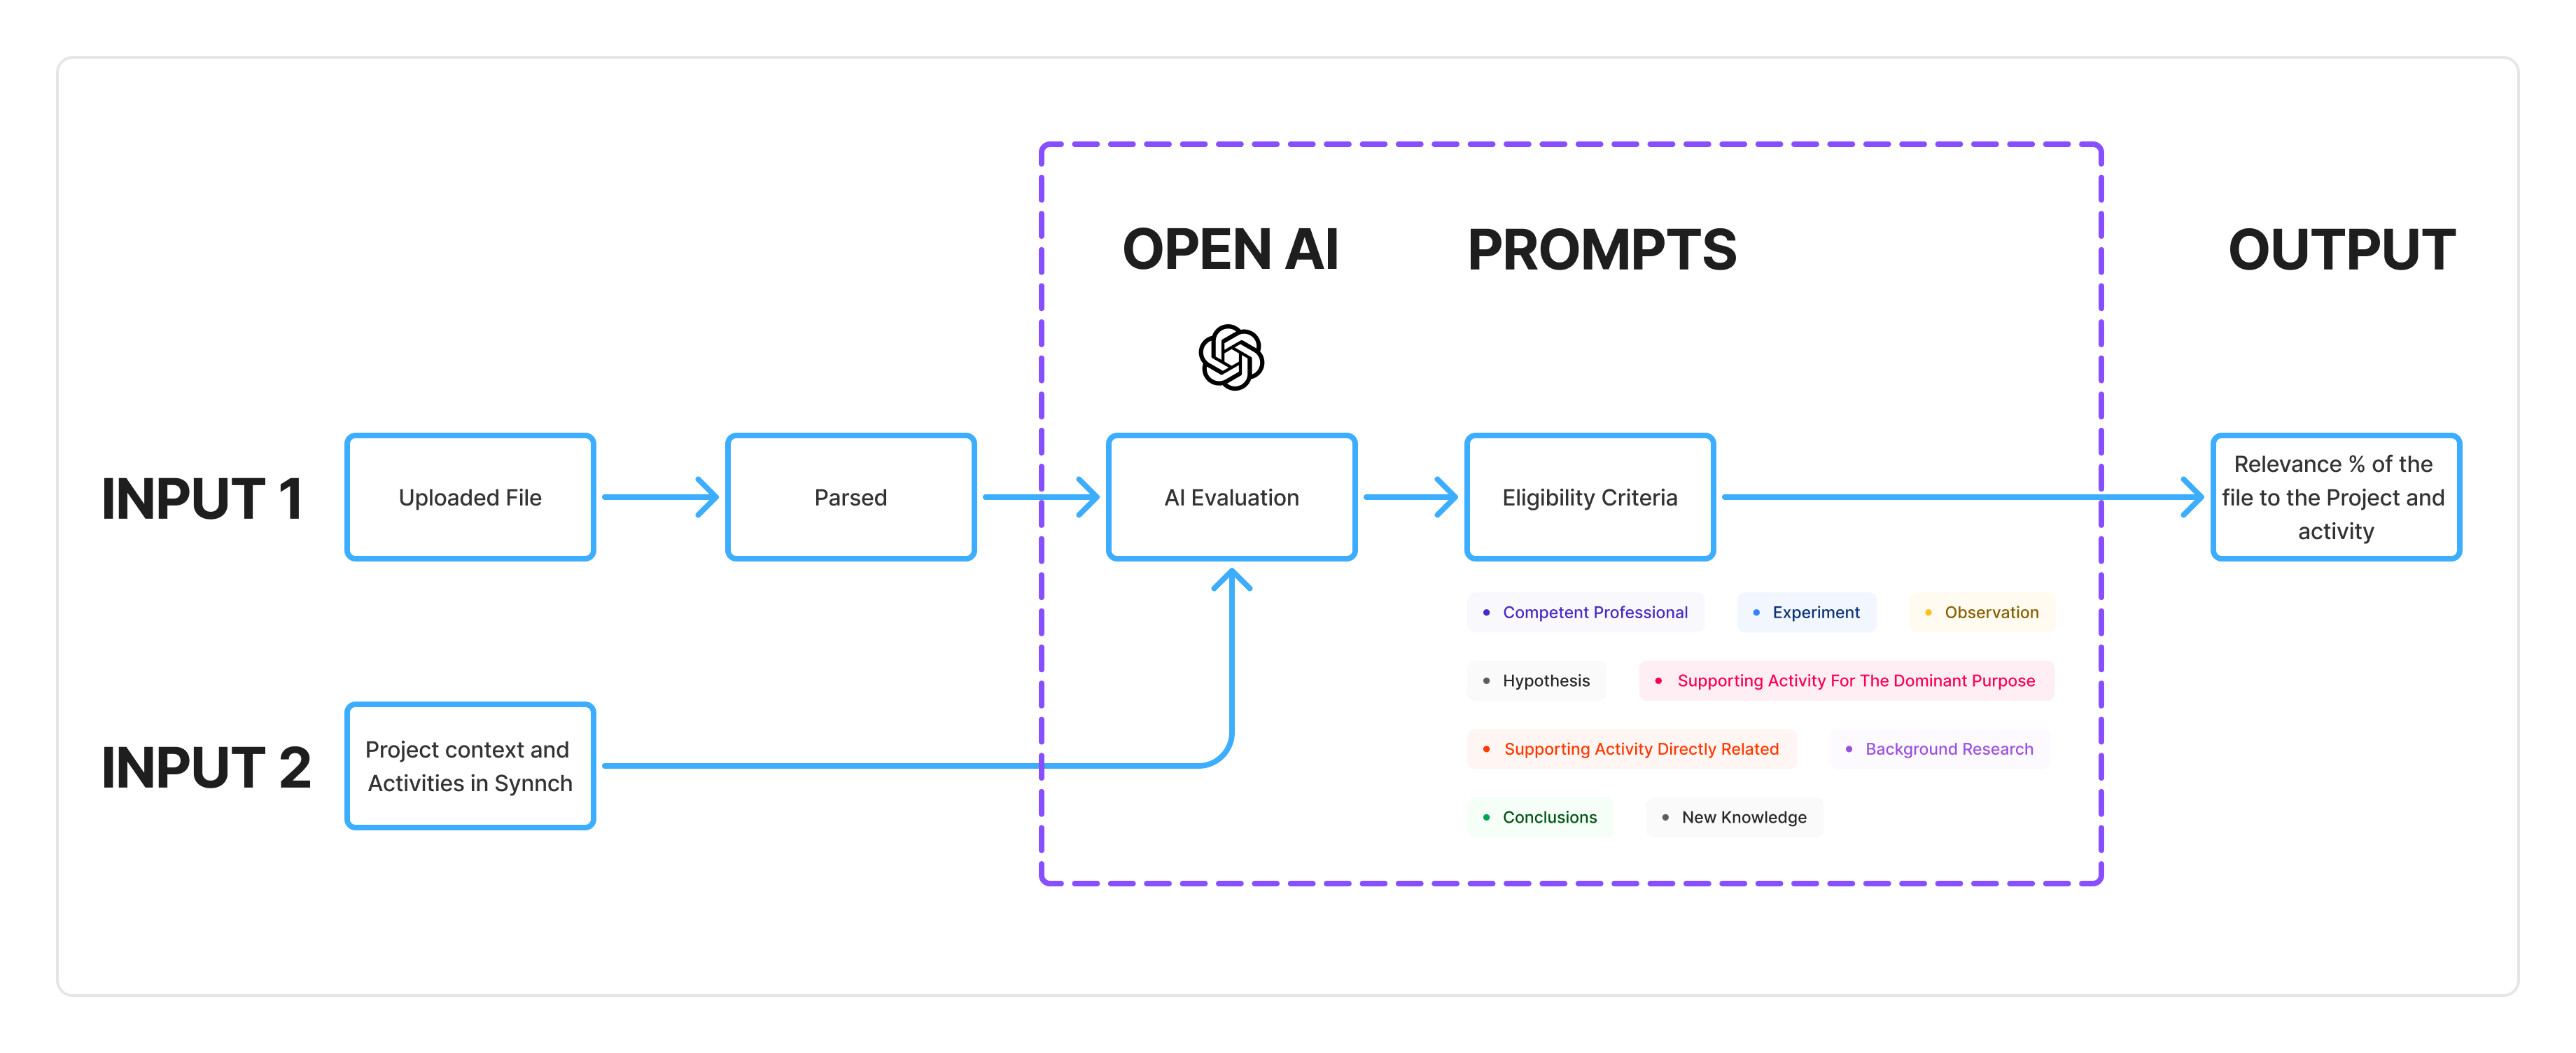 OPEN AI
PROMPTS
OUTPUT
INPUT 1
Uploaded File
Parsed
AI Evaluation
Eligibility Criteria
Relevance % of the
file to the Project and
activity
Competent Professional
Experiment
Observation
Hypothesis
Supporting Activity For The Dominant Purpose
INPUT 2
Project context and
Activities in Synnch
Supporting Activity Directly Related
Background Research
Conclusions
New Knowledge